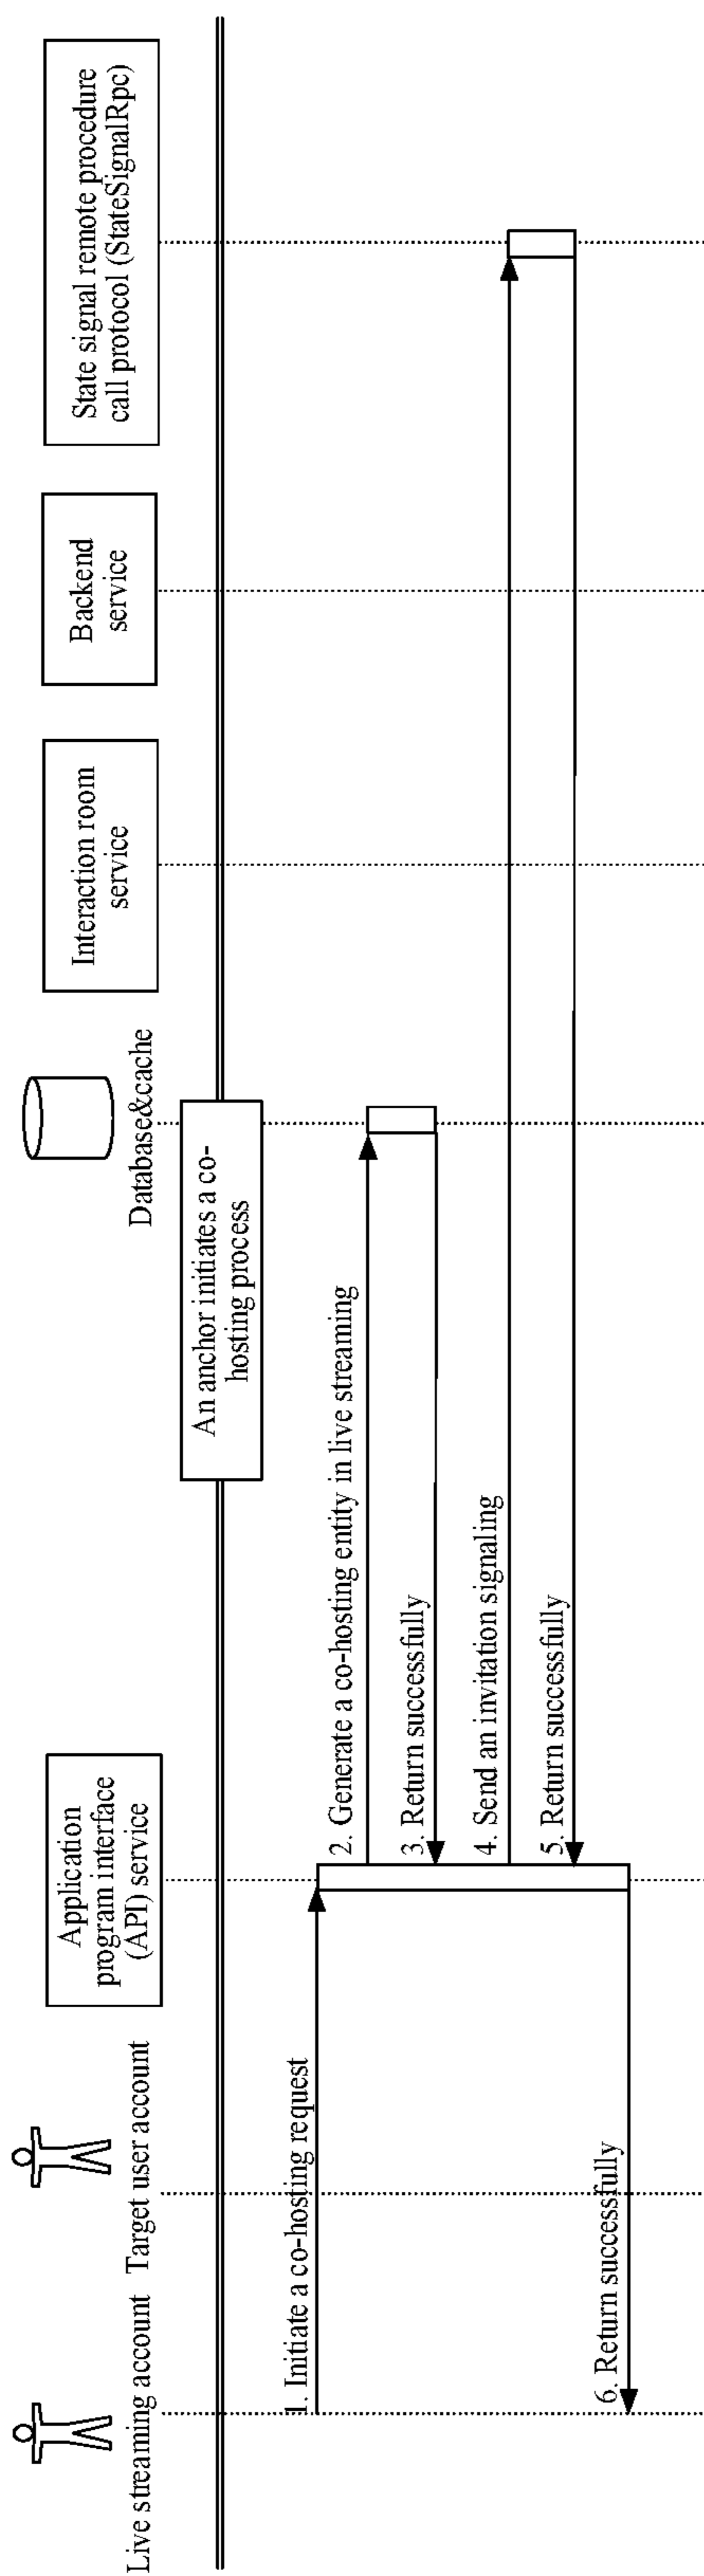 Live streaming account
Target user account
Application
program interface
(API) service
Database&cache
Interaction room
service
Backend
service
State signal remote procedure
call protocol (StateSignalRpc)
An anchor initiates a co-
hosting process
1. Initiate a co-hosting request
2. Generate a co-hosting entity in live streaming
3. Return successfully
4. Send an invitation signaling
5. Return successfully
6. Return successfully